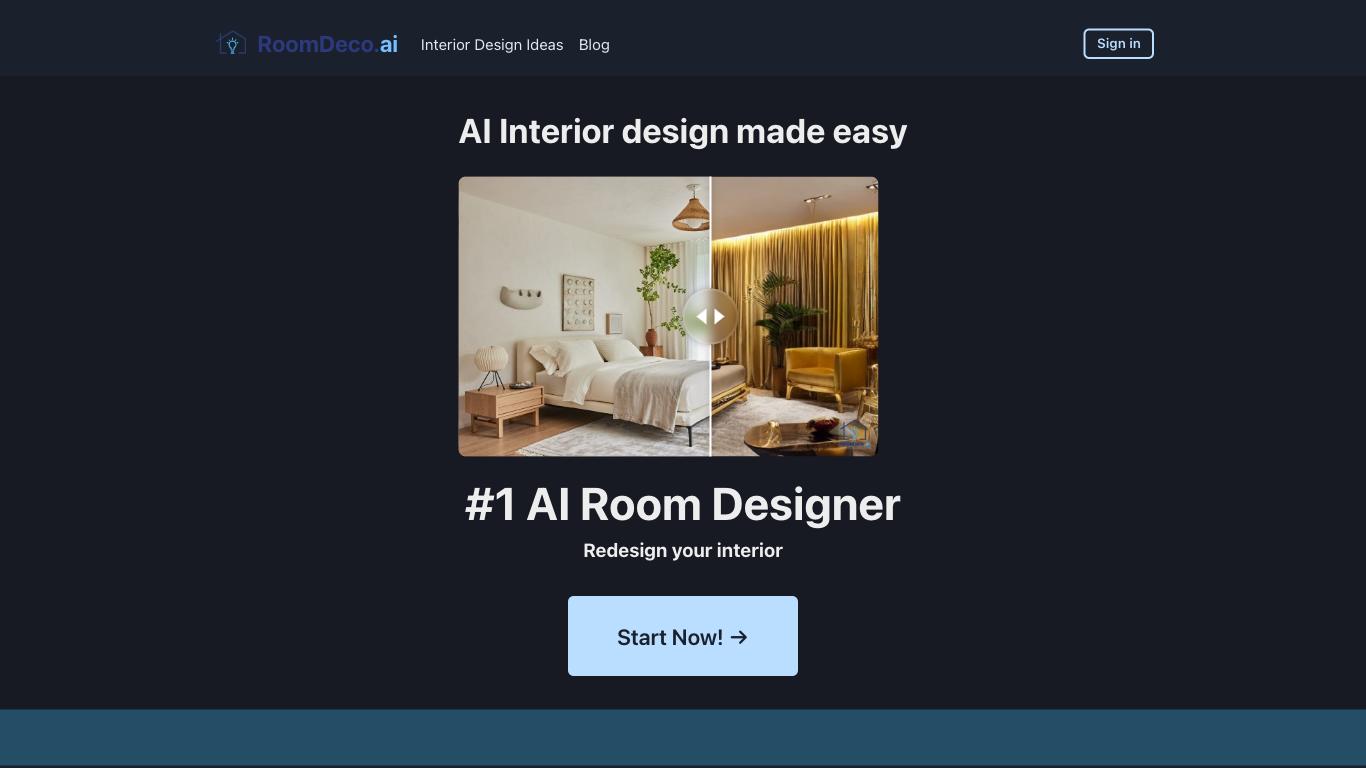 RoomDeco.ai
Interior Design Ideas
Blog
Sign in
AI Interior design made easy
#1 AI Room Designer
Redesign your interior
Start Now! →